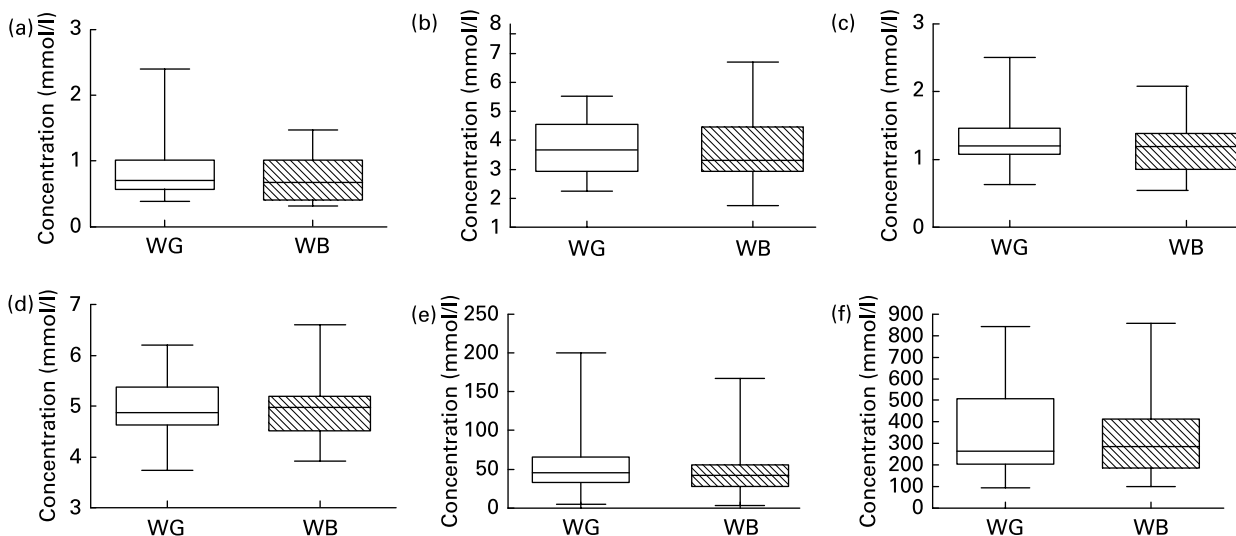 (a)
Concentration (mmol/l)
3
2
1
0
WG WB
(b)
Concentration (mmol/l)
8
7
6
5
4
3
2
1
WG WB
(c)
Concentration (mmol/l)
3
2
1
0
WG WB
(d)
Concentration (mmol/l)
7
6
5
4
3
WG WB
(e)
Concentration (mmol/l)
250
200
150
100
50
0
WG WB
(f)
Concentration (mmol/l)
900
800
700
600
500
400
300
200
100
0
WG WB